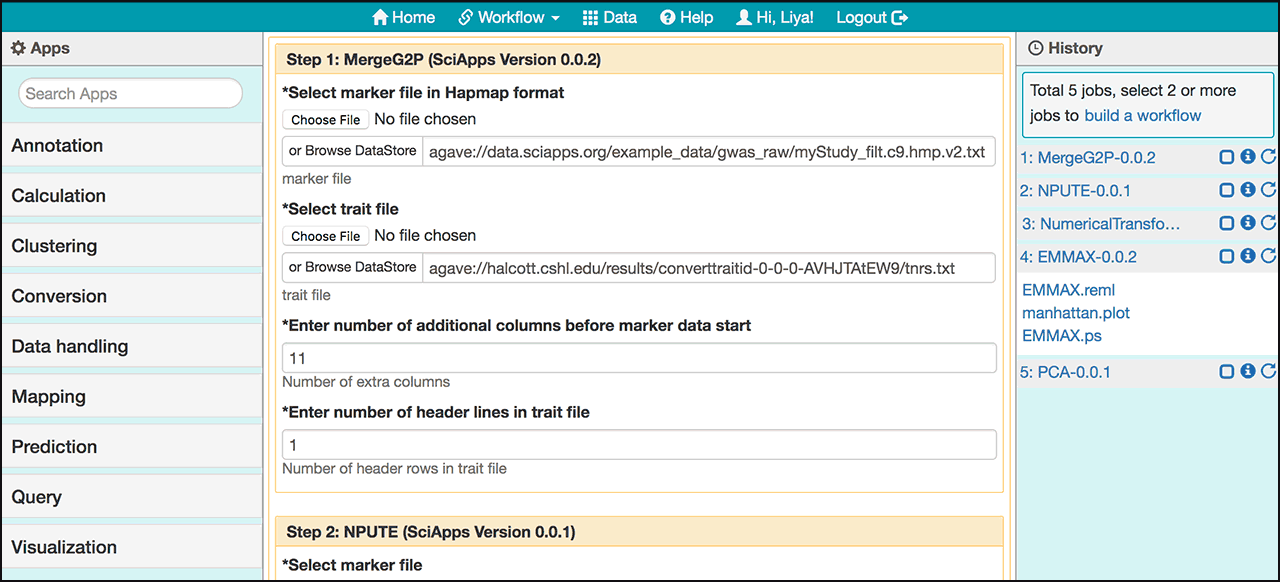 Home Workflow Data Help Hi, Liya! Logout
Apps
Search Apps
Annotation
Calculation
Clustering
Conversion
Data handling
Mapping
Prediction
Query
Visualization
Step 1: MergeG2P (SciApps Version 0.0.2)
*Select marker file in Hapmap format
Choose File No file chosen
or Browse DataStore agave://data.sciapps.org/example_data/gwas_raw/myStudy_filt.c9.hmp.v2.txt
marker file
*Select trait file
Choose File No file chosen
or Browse DataStore agave://halcott.cshl.edu/results/converttraitid-0-0-0-AVHJTAtEW9/tnrs.txt
trait file
*Enter number of additional columns before marker data start
11
Number of extra columns
*Enter number of header lines in trait file
1
Number of header rows in trait file
Step 2: NPUTE (SciApps Version 0.0.1)
*Select marker file
History
Total 5 jobs, select 2 or more
jobs to build a workflow
1: MergeG2P-0.0.2
2: NPUTE-0.0.1
3: NumericalTransfo...
4: EMMAX-0.0.2
EMMAX.reml
manhattan.plot
EMMAX.ps
5: PCA-0.0.1